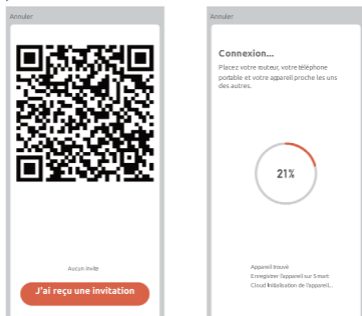 Annuler
Aucun invite
J'ai reçu une invitation
Annuler
Connexion...
Placez votre routeur, votre téléphone
portable et votre appareil proche les uns
des autres.
21%
Appareil trouvé
Enregistrer l'appareil sur Smart
Cloud Initialisation de l'appareil...